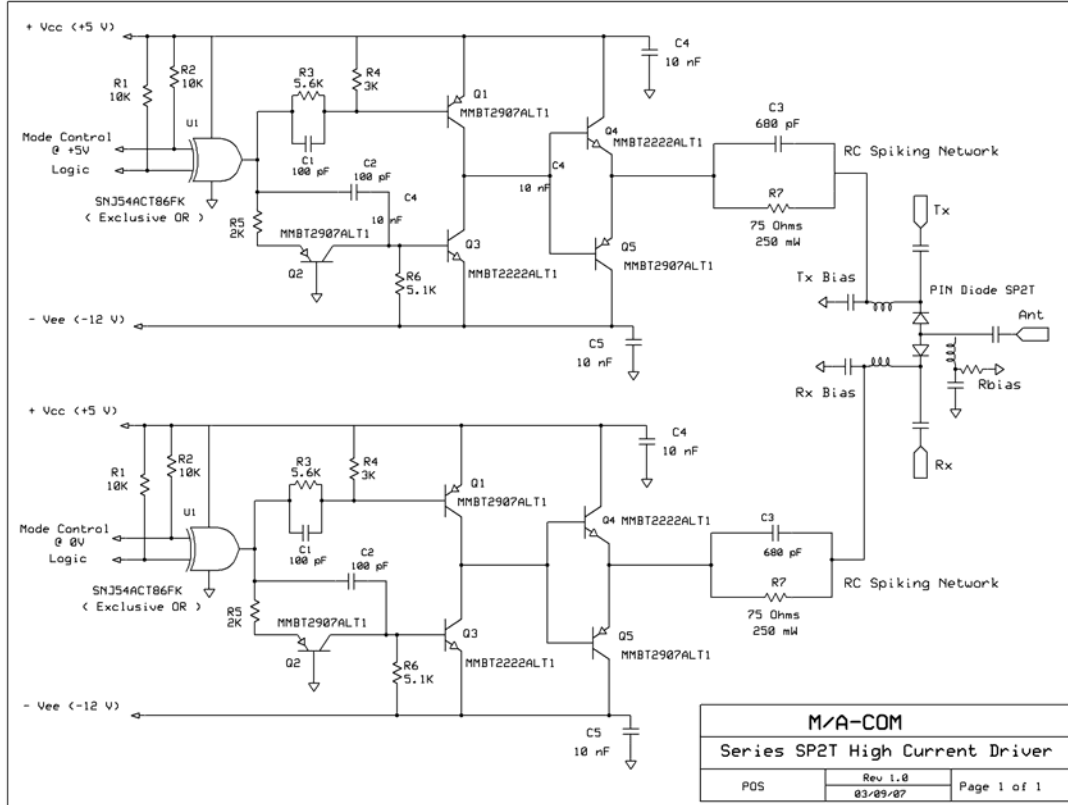 + Vcc (+5 V)
R1
10K
R2
10K
R3
5.6K
R4
3K
C4
10 nF
U1
Mode Control
@ +5V
Logic
SNJ54ACT86FK
( Exclusive OR )
C1
100 pF
C2
100 pF
Q1
MMBT2907ALT1
Q4
MMBT2222ALT1
C4
10 nF
C4
10 nF
R5
2K
MMBT2907ALT1
Q2
R6
5.1K
Q3
MMBT2222ALT1
Q5
MMBT2907ALT1
C3
680 pF
RC Spiking Network
R7
75 Ohms
250 mW
Tx
Tx Bias
PIN Diode SP2T
Ant
- Vee (-12 V)
C5
10 nF
Rx Bias
Rbias
Rx
+ Vcc (+5 V)
R1
10K
R2
10K
R3
5.6K
R4
3K
C4
10 nF
U1
Mode Control
@ 0V
Logic
SNJ54ACT86FK
( Exclusive OR )
C1
100 pF
C2
100 pF
Q1
MMBT2907ALT1
Q4
MMBT2222ALT1
R5
2K
MMBT2907ALT1
Q2
R6
5.1K
Q3
MMBT2222ALT1
Q5
MMBT2907ALT1
C3
680 pF
RC Spiking Network
R7
75 Ohms
250 mW
- Vee (-12 V)
C5
10 nF
M/A-COM
Series SP2T High Current Driver
POS
Rev 1.0
03/09/07
Page 1 of 1